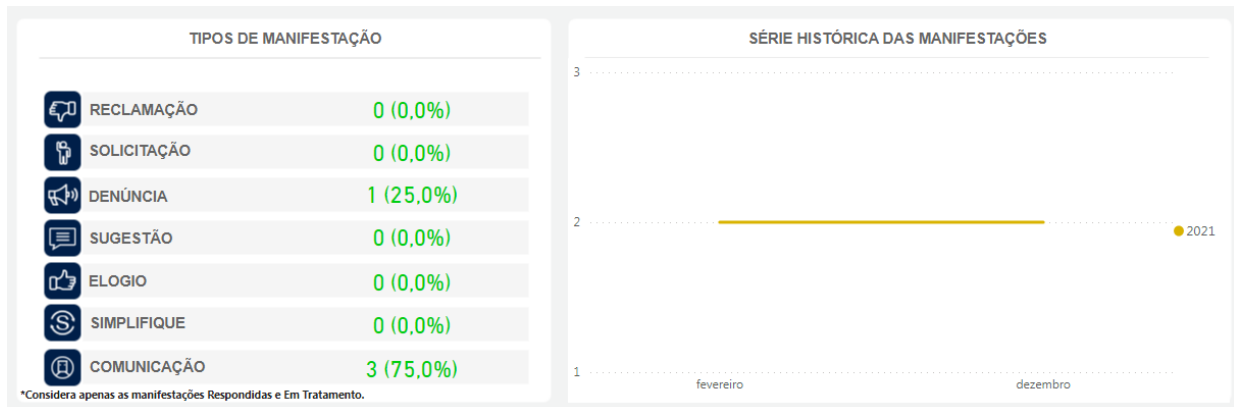 TIPOS DE MANIFESTAÇÃO
RECLAMAÇÃO 0 (0,0%)
SOLICITAÇÃO 0 (0,0%)
DENÚNCIA 1 (25,0%)
SUGESTÃO 0 (0,0%)
ELOGIO 0 (0,0%)
SIMPLIFIQUE 0 (0,0%)
COMUNICAÇÃO 3 (75,0%)
*Considera apenas as manifestações Respondidas e Em Tratamento.
SÉRIE HISTÓRICA DAS MANIFESTAÇÕES
3
2
1
fevereiro dezembro
2021